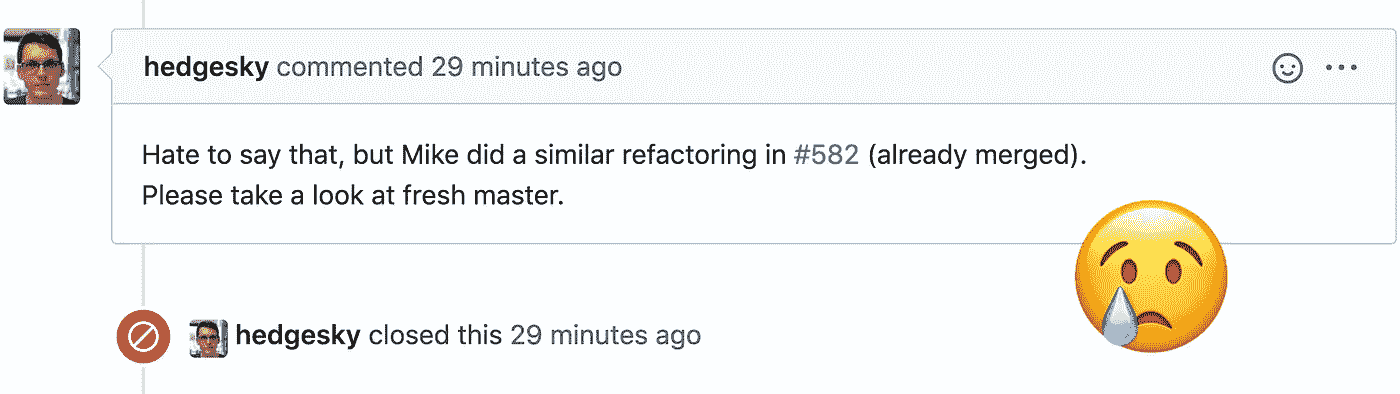 hedgesky commented 29 minutes ago
Hate to say that, but Mike did a similar refactoring in #582 (already merged).
Please take a look at fresh master.
hedgesky closed this 29 minutes ago